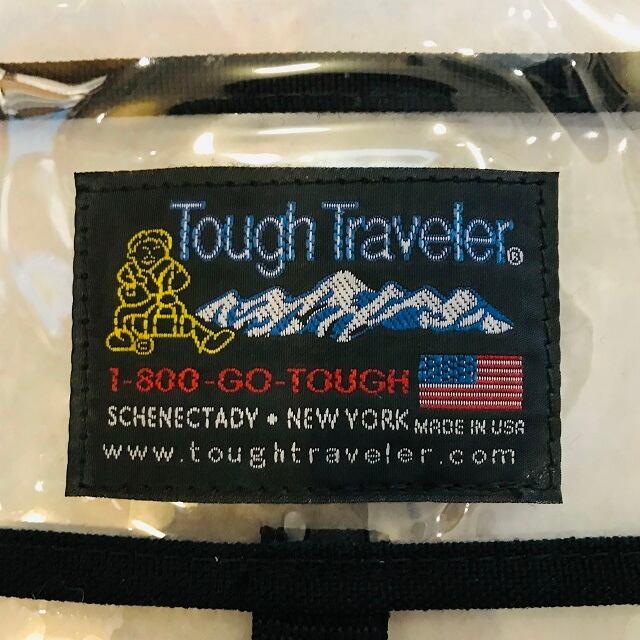 Tough Traveler®
1-800-GO-TOUGH
SCHENECTADY • NEW YORK MADE IN USA
www.toughtraveler.com